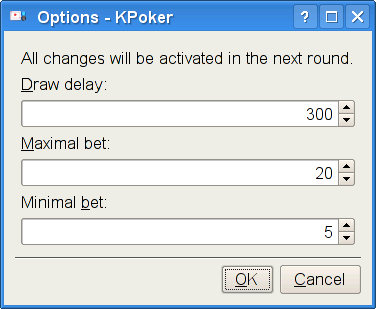 Options - KPoker
All changes will be activated in the next round.
Draw delay:
300
Maximal bet:
20
Minimal bet:
5
OK Cancel